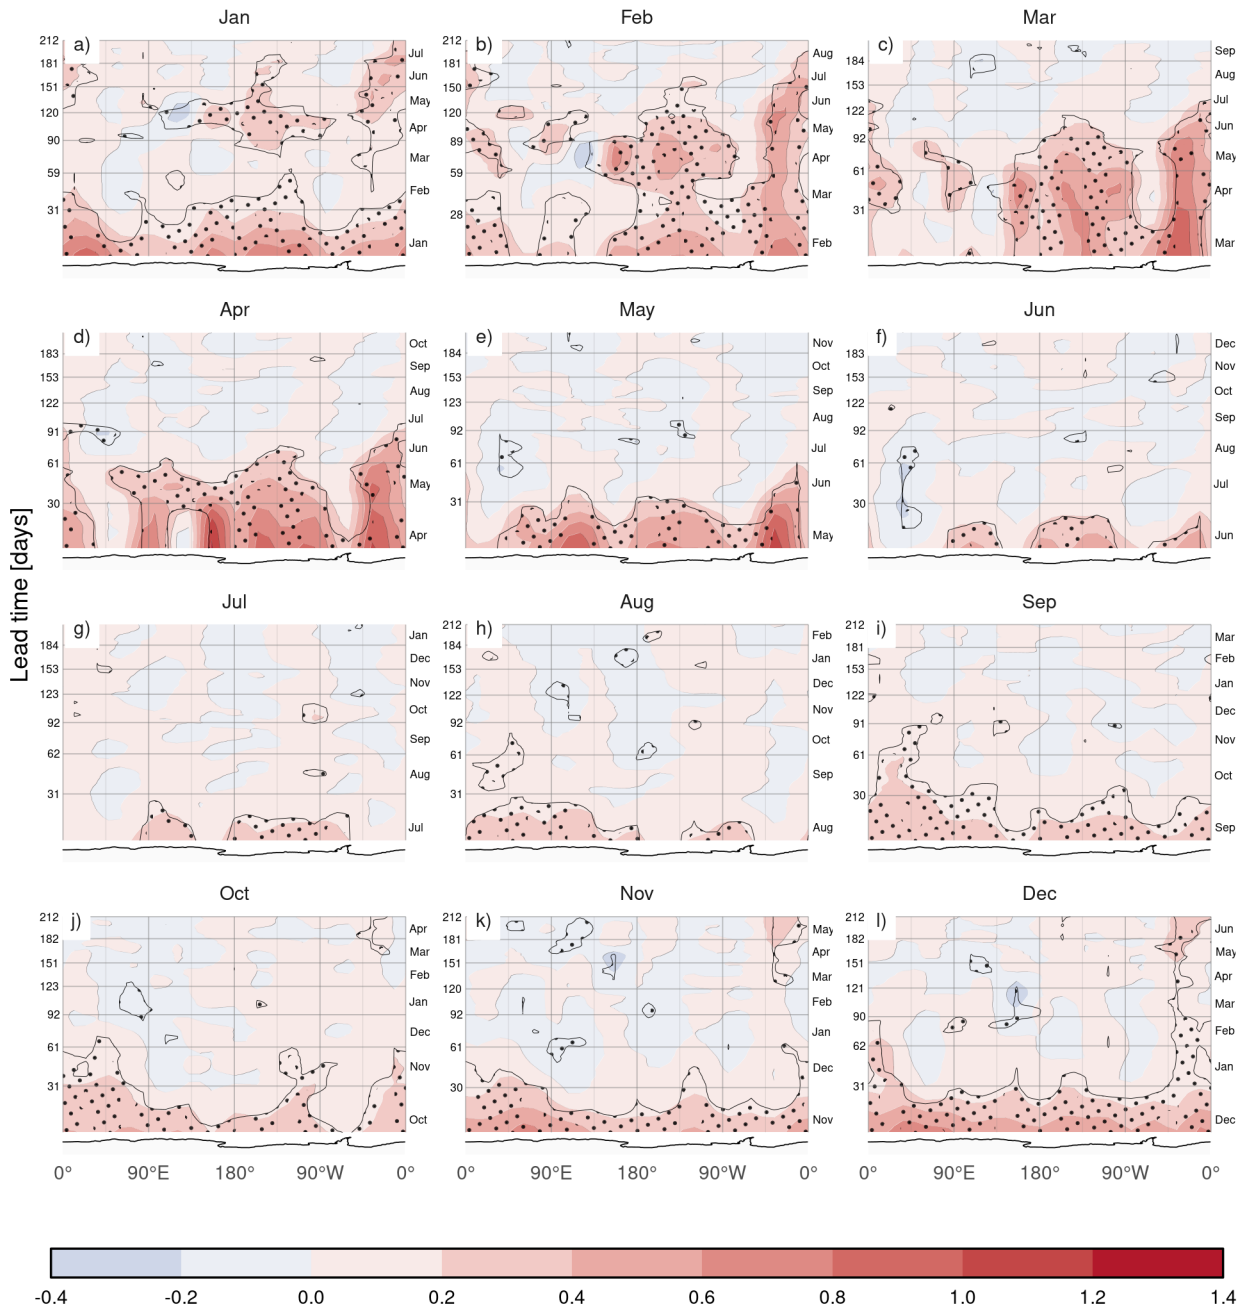 Jan Feb Mar
a) b) c)
212 181 151 120 90 59 31
Jul Jun May Apr Mar Feb Jan
212 181 150 120 89 59 28
Aug Jul Jun May Apr Mar Feb
184 153 122 92 61 31
Sep Aug Jul Jun May Apr Mar
Apr May Jun
d) e) f)
183 153 122 91 61 30
Oct Sep Aug Jul Jun May Apr
184 153 123 92 61 31
Nov Oct Sep Aug Jul Jun May
183 153 122 92 61 30
Dec Nov Oct Sep Aug Jul Jun
Lead time [days]
Jul Aug Sep
g) h) i)
184 153 123 92 62 31
Jan Dec Nov Oct Sep Aug Jul
212 184 153 122 92 61 31
Feb Jan Dec Nov Oct Sep Aug
212 181 153 122 91 61 30
Mar Feb Jan Dec Nov Oct Sep
Oct Nov Dec
j) k) l)
212 182 151 123 92 61 31
Apr Mar Feb Jan Dec Nov Oct
212 181 151 120 92 61 30
May Apr Mar Feb Jan Dec Nov
212 182 151 121 90 62 31
Jun May Apr Mar Feb Jan Dec
0° 90°E 180° 90°W 0° 0° 90°E 180° 90°W 0° 0° 90°E 180° 90°W 0°
-0.4 -0.2 0.0 0.2 0.4 0.6 0.8 1.0 1.2 1.4